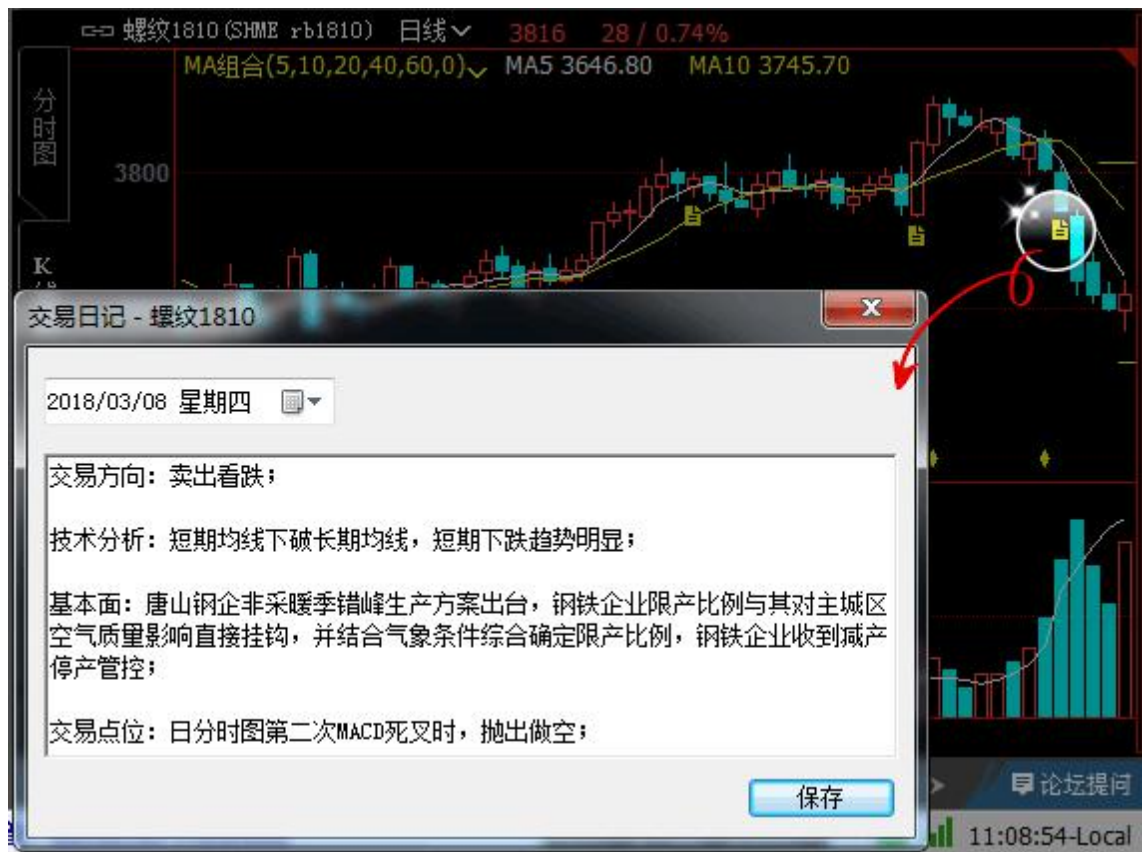 螺纹1810(SHME rb1810) 日线 3816 28 / 0.74%
MA组合(5,10,20,40,60,0) MA5 3646.80 MA10 3745.70
分时图
3800
K
6
交易日记 - 螺纹1810
2018/03/08 星期四
交易方向：卖出看跌；
技术分析：短期均线下破长期均线，短期下跌趋势明显；
基本面：唐山钢企非采暖季错峰生产方案出台，钢铁企业限产比例与其对主城区
空气质量影响直接挂钩，并结合气象条件综合确定限产比例，钢铁企业收到减产
停产管控；
交易点位：日分时图第二次MACD死叉时，抛出做空；
保存
论坛提问
11:08:54-Local